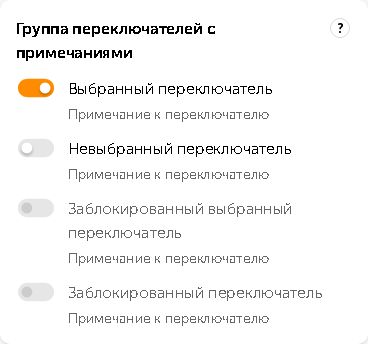 Группа переключателей с
?
примечаниями
Выбранный переключатель
Примечание к переключателю
Невыбранный переключатель
Примечание к переключателю
Заблокированный выбранный
переключатель
Примечание к переключателю
Заблокированный переключатель
Примечание к переключателю